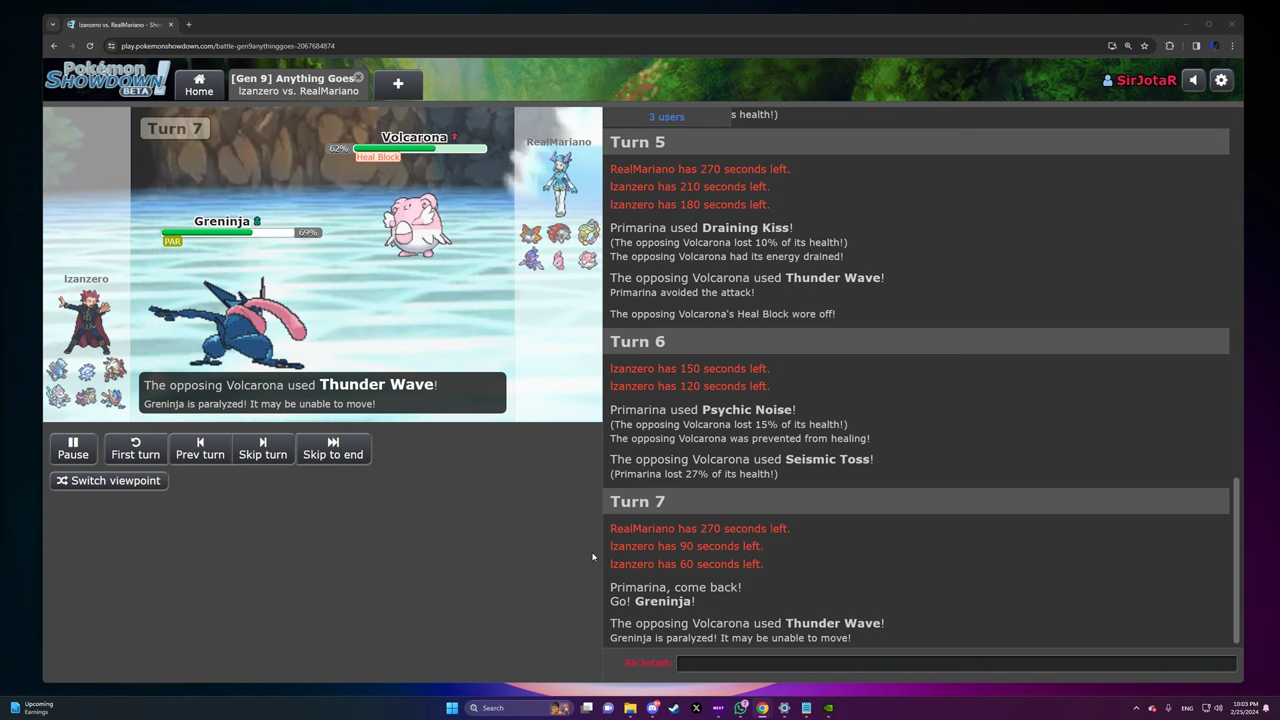 Izanzero vs. RealMariano - Sho
play.pokemonshowdown.com/battle-gen9anythinggoes-2067684874
Pokémon
SHOWDOWN!
BETA
Home
[Gen 9] Anything Goes
Izanzero vs. RealMariano
SirJotaR
Turn 7
Volcarona
62%
Heal Block
Greninja
69%
PAR
RealMariano
Izanzero
The opposing Volcarona used Thunder Wave!
Greninja is paralyzed! It may be unable to move!
Pause
First turn
Prev turn
Skip turn
Skip to end
Switch viewpoint
3 users
s health!)
Turn 5
RealMariano has 270 seconds left.
Izanzero has 210 seconds left.
Izanzero has 180 seconds left.
Primarina used Draining Kiss!
(The opposing Volcarona lost 10% of its health!)
The opposing Volcarona had its energy drained!
The opposing Volcarona used Thunder Wave!
Primarina avoided the attack!
The opposing Volcarona's Heal Block wore off!
Turn 6
Izanzero has 150 seconds left.
Izanzero has 120 seconds left.
Primarina used Psychic Noise!
(The opposing Volcarona lost 15% of its health!)
The opposing Volcarona was prevented from healing!
The opposing Volcarona used Seismic Toss!
(Primarina lost 27% of its health!)
Turn 7
RealMariano has 270 seconds left.
Izanzero has 90 seconds left.
Izanzero has 60 seconds left.
Primarina, come back!
Go! Greninja!
The opposing Volcarona used Thunder Wave!
Greninja is paralyzed! It may be unable to move!
SirJotaR:
Upcoming
Earnings
Search
NEXT
ENG
10:03 PM
2/25/2024